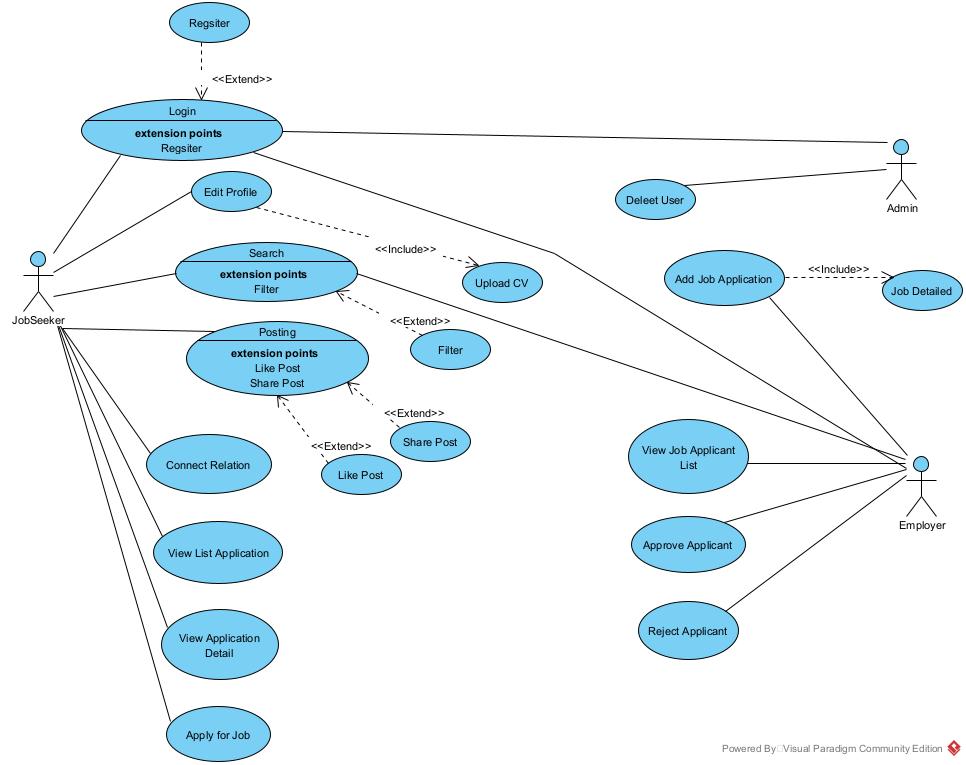 Regsiter
<<Extend>>
Login
extension points
Regsiter
Edit Profile
<<Include>>
Upload CV
Search
extension points
Filter
<<Extend>>
Filter
Posting
extension points
Like Post
Share Post
<<Extend>>
Share Post
<<Extend>>
Like Post
JobSeeker
Connect Relation
View List Application
View Application
Detail
Apply for Job
Admin
Deleet User
Add Job Application
<<Include>>
Job Detailed
View Job Applicant
List
Employer
Approve Applicant
Reject Applicant
Powered By Visual Paradigm Community Edition